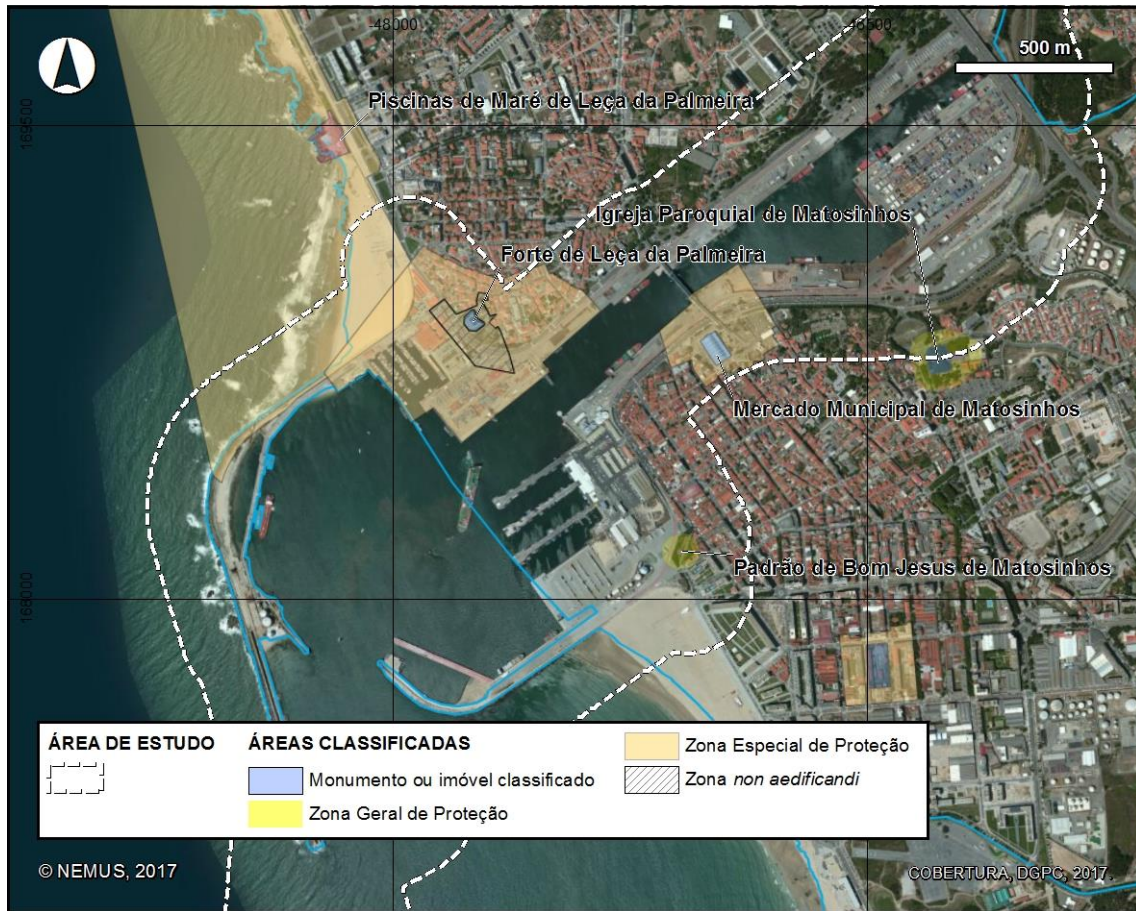 -48000
-46500
500 m
Piscinas de Maré de Leça da Palmeira
169500
Igreja Paroquial de Matosinhos
Forte de Leça da Palmeira
Mercado Municipal de Matosinhos
Padrão de Bom Jesus de Matosinhos
168000
ÁREA DE ESTUDO
ÁREAS CLASSIFICADAS
Monumento ou imóvel classificado
Zona Geral de Proteção
Zona Especial de Proteção
Zona non aedificandi
© NEMUS, 2017
COBERTURA, DGPC, 2017.